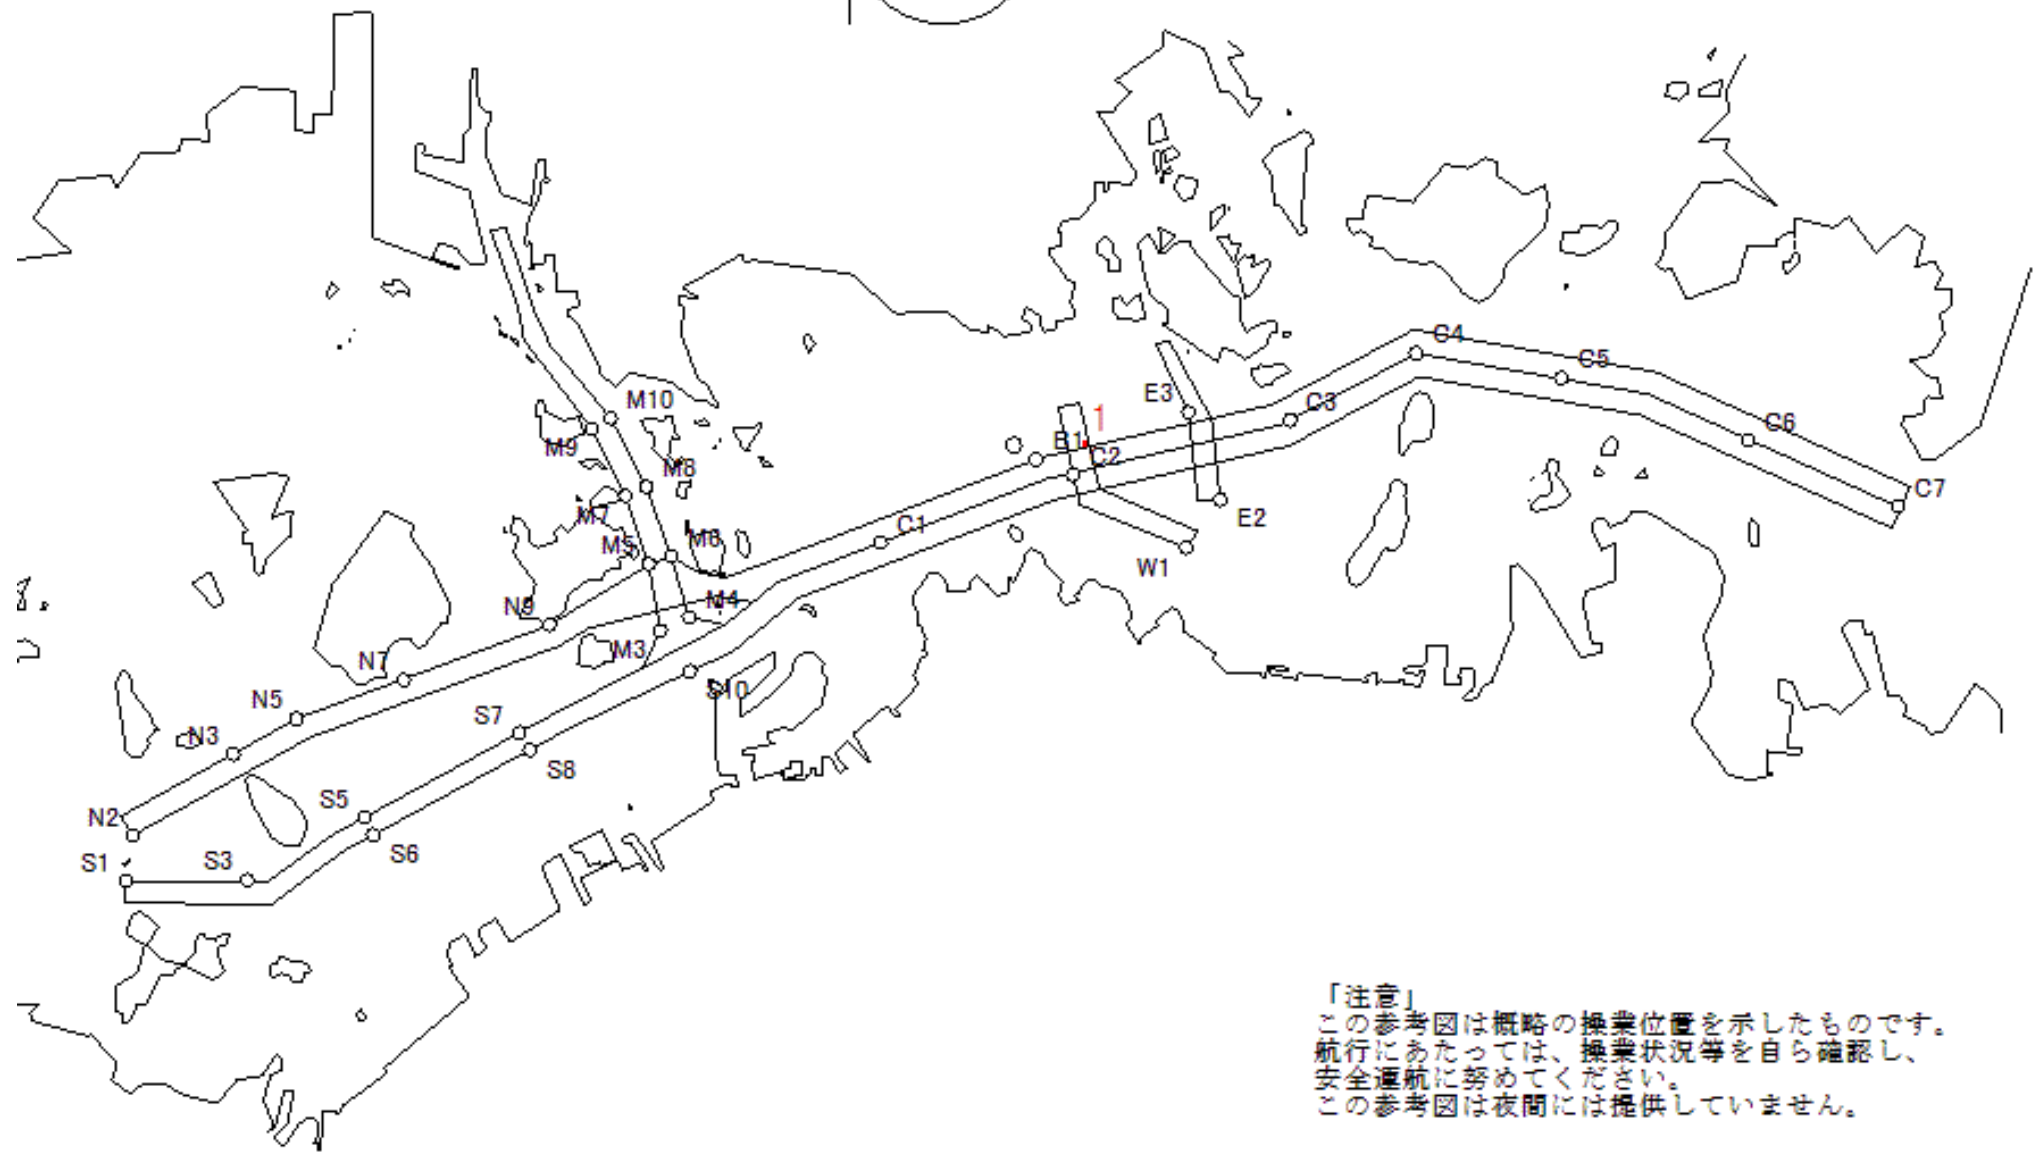 C4
C5
M10
E3
1
C3
C6
M9
B1
C2
M8
C7
M7
E2
C1
M5
M6
W1
N9
M4
M3
N7
S10
N5
S7
N3
S8
S5
N2
S6
S1
S3
「注意」
この参考図は概略の操業位置を示したものです。
航行にあたっては、操業状況等を自ら確認し、
安全運航に努めてください。
この参考図は夜間には提供していません。